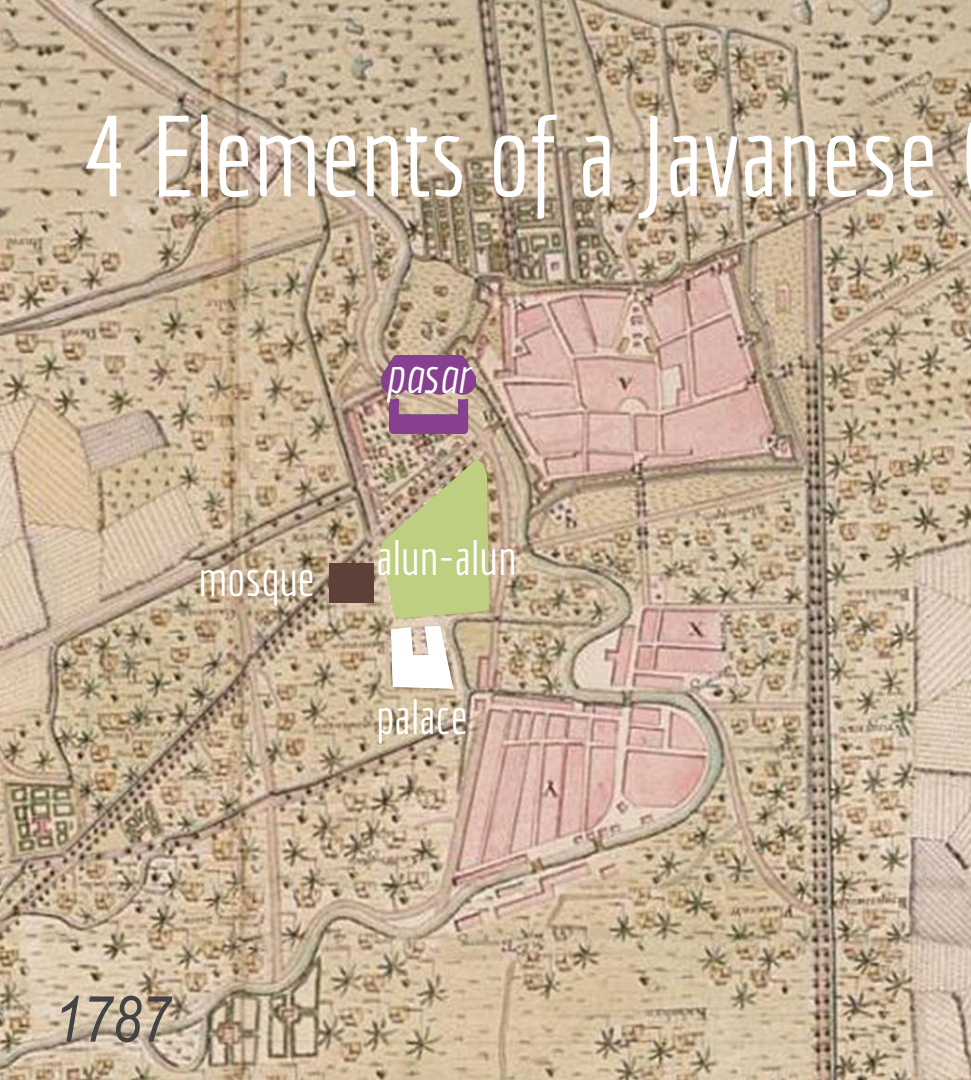 4 Elements of a Javanese
pasar
V
alun-alun
mosque
X
palace
Y
1787